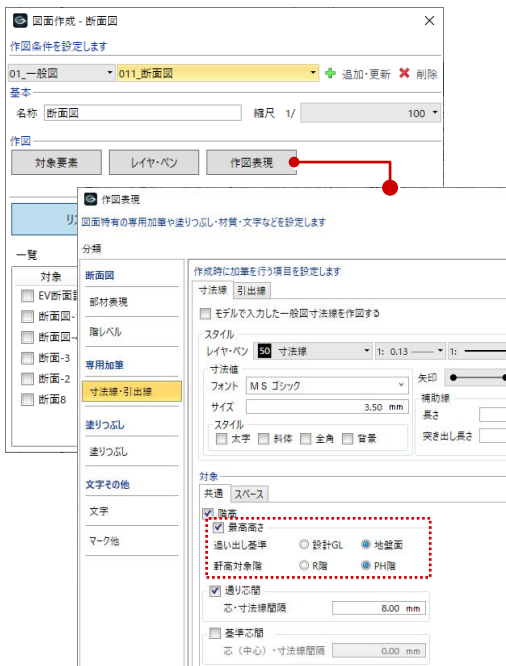 図面作成 - 断面図
作図条件を設定します
01_一般図 011_断面図 追加・更新 削除
基本
名称 断面図 縮尺 1/ 100
作図
対象要素 レイヤ・ペン 作図表現
作図表現
図面特有の専用加筆や塗りつぶし・材質・文字などを設定します
一覧
対象
断面図-
断面図-
断面-3
断面-2
断面8
分類
断面図
部材表現
階レベル
専用加筆
寸法線・引出線
塗りつぶし
塗りつぶし
文字その他
文字
マーク他
作成時に加筆を行う項目を設定します
寸法線 引出線
モデルで入力した一般図寸法線を作図する
スタイル
レイヤ・ペン 50 寸法線 1: 0.13 1:
寸法値
フォント MS ゴシック
サイズ 3.50 mm
スタイル
太字 斜体 全角 背景
矢印
補助線
長さ
突き出し長さ
対象
共通 スペース
階高
最高高さ
追い出し基準 設計GL 地盤面
軒高対象階 R階 PH階
通り芯間
芯・寸法線間隔 8.00 mm
基準芯間
芯（中心）・寸法線間隔 0.00 mm